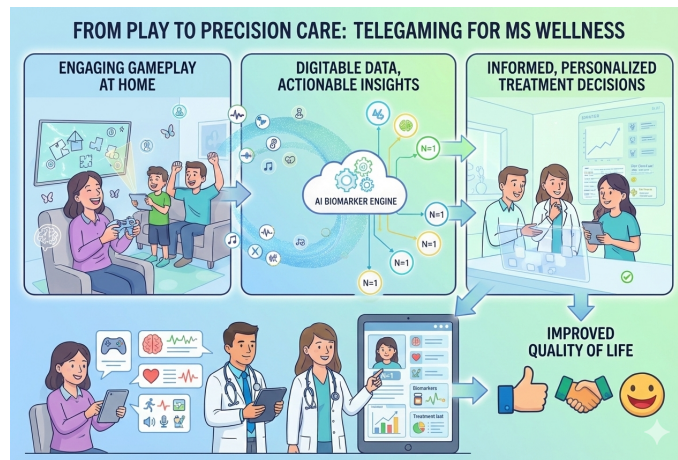 FROM PLAY TO PRECISION CARE: TELEGAMING FOR MS WELLNESS
ENGAGING GAMEPLAY
AT HOME
DIGITABLE DATA,
ACTIONABLE INSIGHTS
AI BIOMARKER ENGINE
N=1
N=1
N=1
N=1
N=1
N=1
INFORMED, PERSONALIZED
TREATMENT DECISIONS
Biomarkers
Treatment last
IMPROVED
QUALITY OF LIFE